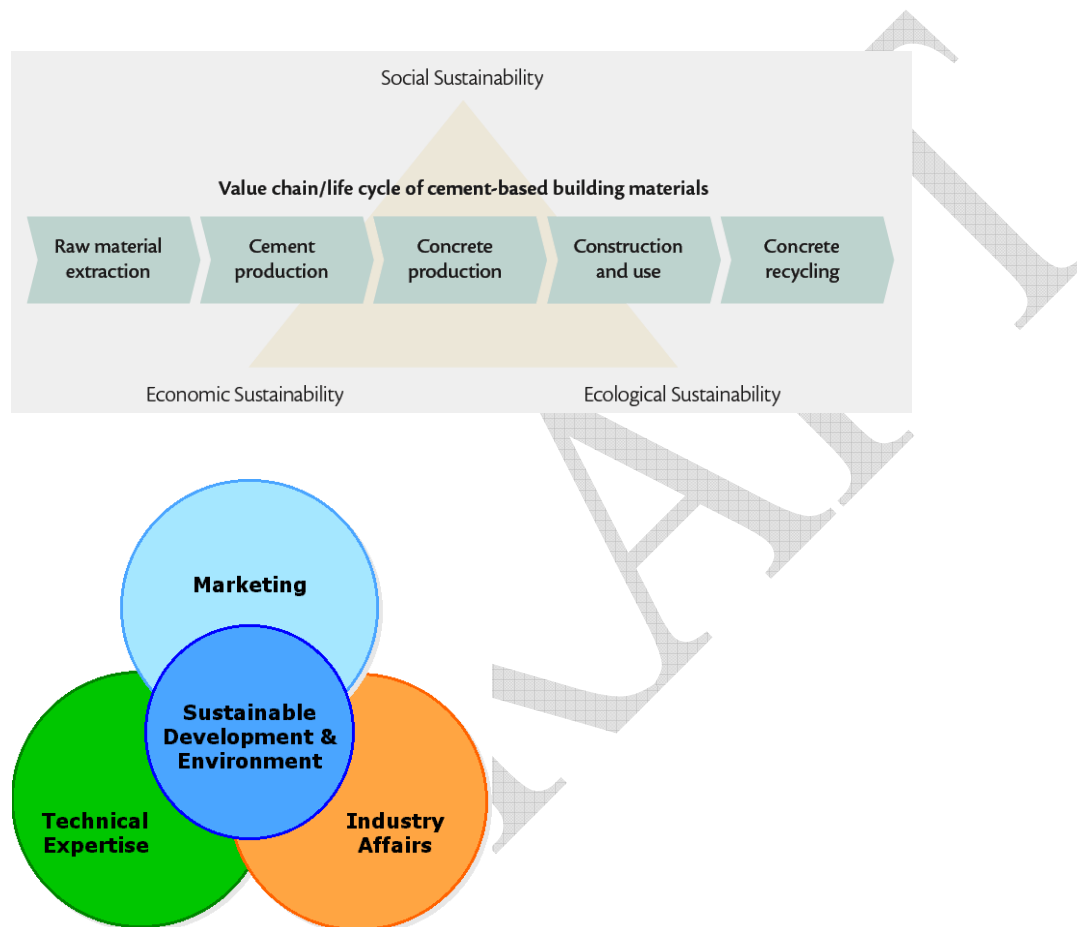 Social Sustainability
Value chain/life cycle of cement-based building materials
Raw material
extraction
Cement
production
Concrete
production
Construction
and use
Concrete
recycling
Economic Sustainability
Ecological Sustainability
Marketing
Sustainable
Development &
Environment
Technical
Expertise
Industry
Affairs